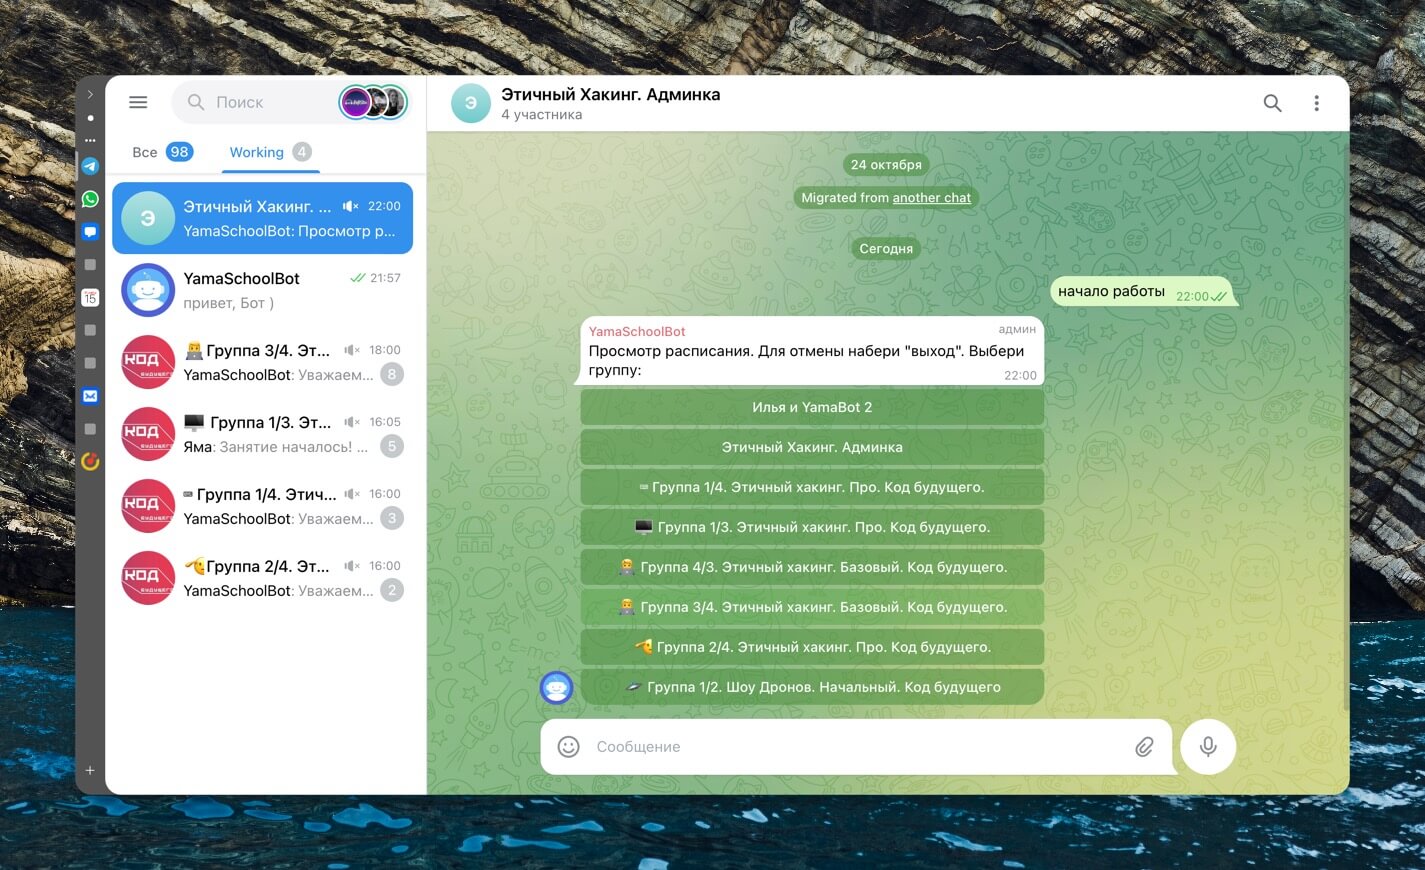 Поиск
Все 98
Working 4
Э
Этичный Хакинг. ... 22:00
YamaSchoolBot: Просмотр р...
YamaSchoolBot 21:57
привет, Бот )
КОД
БУДУЩЕГО
Группа 3/4. Эт... 18:00
YamaSchoolBot: Уважаем... 8
КОД
БУДУЩЕГО
Группа 1/3. Эт... 16:05
Яма: Занятие началось! ... 5
КОД
БУДУЩЕГО
Группа 1/4. Этич... 16:00
YamaSchoolBot: Уважаем... 3
КОД
БУДУЩЕГО
Группа 2/4. Эт... 16:00
YamaSchoolBot: Уважаем... 2
15
Э
Этичный Хакинг. Админка
4 участника
24 октября
Migrated from another chat
Сегодня
начало работы 22:00
YamaSchoolBot админ
Просмотр расписания. Для отмены набери "выход". Выбери
группу: 22:00
Илья и YamaBot 2
Этичный Хакинг. Админка
Группа 1/4. Этичный хакинг. Про. Код будущего.
Группа 1/3. Этичный хакинг. Про. Код будущего.
Группа 4/3. Этичный хакинг. Базовый. Код будущего.
Группа 3/4. Этичный хакинг. Базовый. Код будущего.
Группа 2/4. Этичный хакинг. Про. Код будущего.
Группа 1/2. Шоу Дронов. Начальный. Код будущего
Сообщение